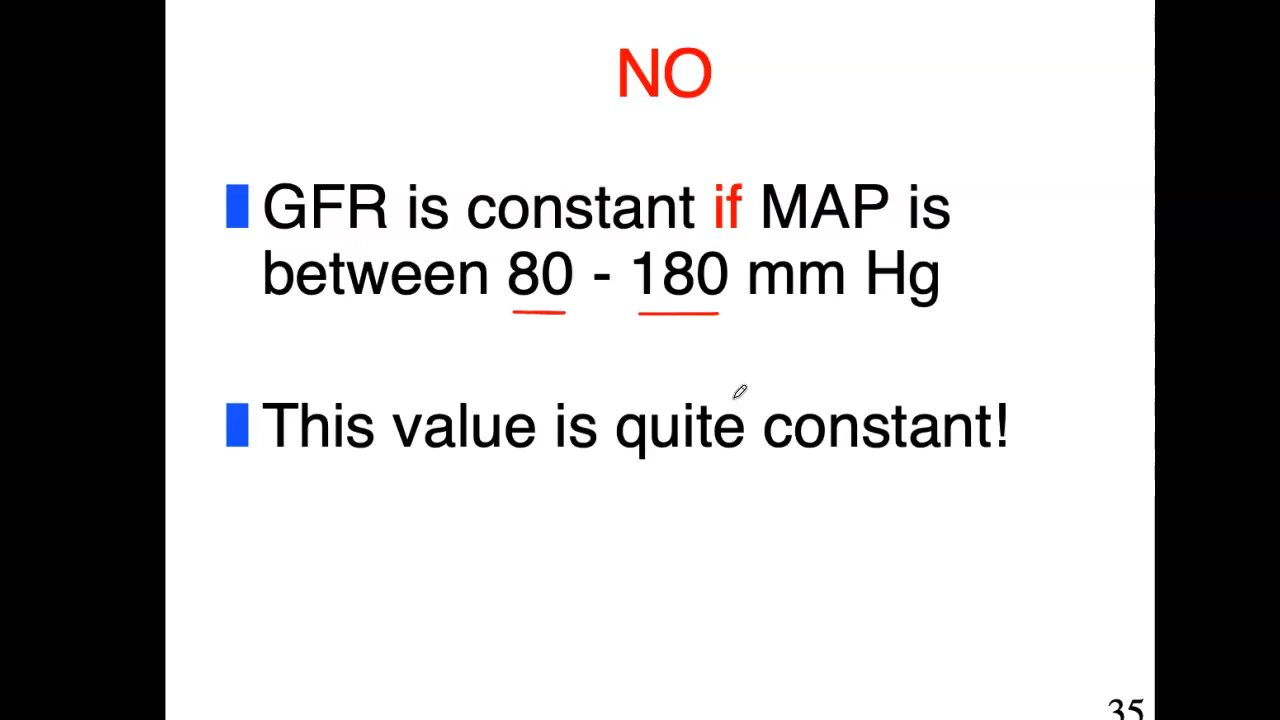 NO
GFR is constant if MAP is
between 80 - 180 mm Hg
This value is quite constant!
35